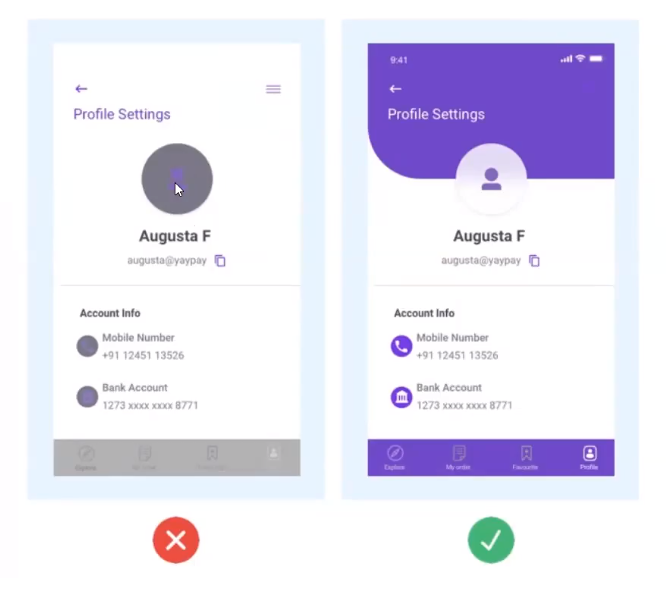 Profile Settings
Augusta F
augusta@yaypay
Account Info
Mobile Number
+91 12451 13526
Bank Account
1273 xxxx xxxx 8771
Explore
9:41
Profile Settings
Augusta F
augusta@yaypay
Account Info
Mobile Number
+91 12451 13526
Bank Account
1273 xxxx xxxx 8771
Explore My order Favourite Profile